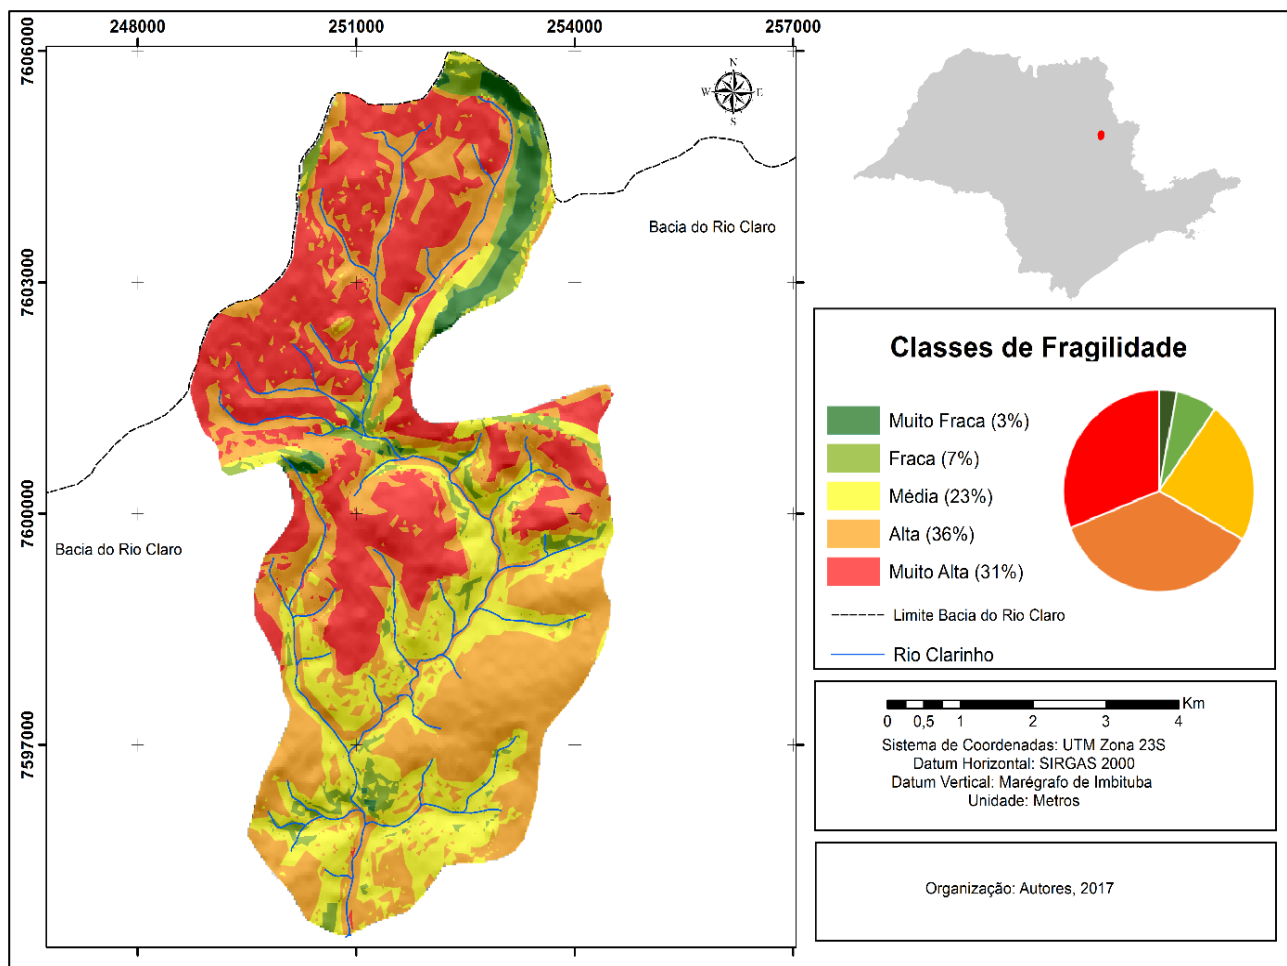 248000
251000
254000
257000
7606000
7603000
7600000
7597000
N
W
E
S
Bacia do Rio Claro
Bacia do Rio Claro
Classes de Fragilidade
Muito Fraca (3%)
Fraca (7%)
Média (23%)
Alta (36%)
Muito Alta (31%)
Limite Bacia do Rio Claro
Rio Clarinho
0 0,5 1 2 3 4 Km
Sistema de Coordenadas: UTM Zona 23S
Datum Horizontal: SIRGAS 2000
Datum Vertical: Marégrafo de Imbituba
Unidade: Metros
Organização: Autores, 2017